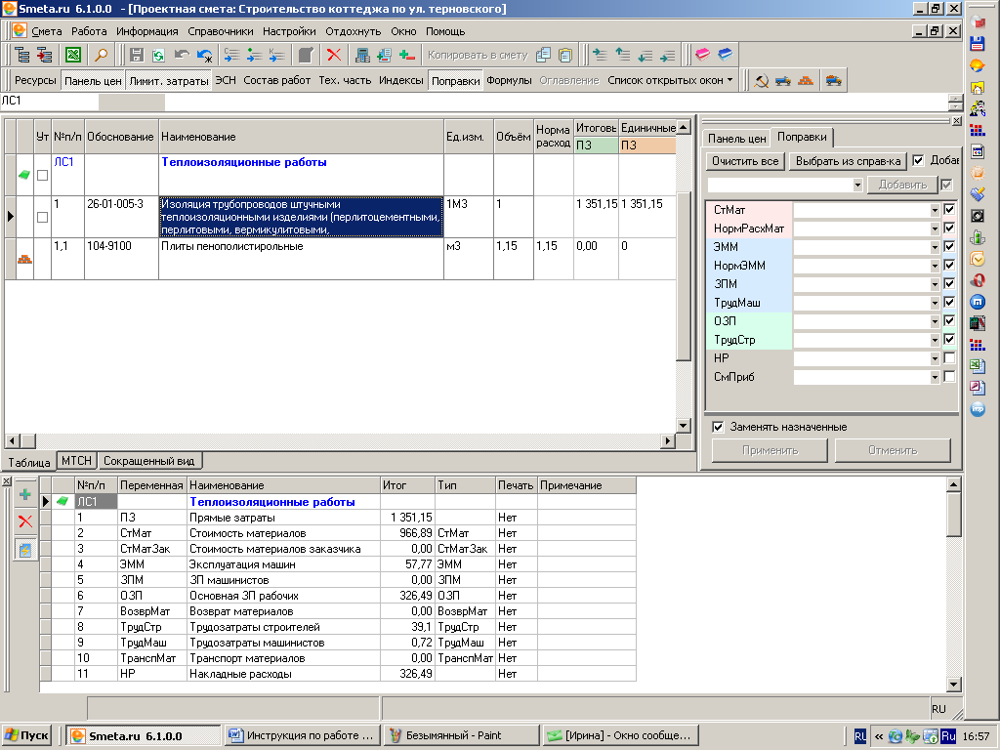 Smeta.ru 6.1.0.0 - [Проектная смета: Строительство коттеджа по ул. терновского]
Смета Работа Информация Справочники Настройки Отдохнуть Окно Помощь
Копировать в смету
Ресурсы Панель цен Лимит. затраты ЭСН Состав работ Тех. часть Индексы Поправки Формулы Оглавление Список открытых окон
ЛС1
Уч №п/п Обоснование Наименование Ед.изм. Объём Норма расход Итоговь ПЗ Единичные ПЗ
ЛС1 Теплоизоляционные работы
1 26-01-005-3 Изоляция трубопроводов штучными теплоизоляционными изделиями (перлитоцементными, перлитовыми, вермикулитовыми, 1М3 1 1 351,15 1 351,15
1,1 104-9100 Плиты пенополистирольные м3 1,15 1,15 0,00 0
Таблица МТСН Сокращенный вид
Панель цен Поправки
Очистить все Выбрать из справ-ка Добав
Добавить
СтМат
НормРасхМат
ЭММ
НормЭММ
ЗПМ
ТрудМаш
ОЗП
ТрудСтр
НР
СмПриб
Заменять назначенные
Применить Отменить
№п/п Переменная Наименование Итог Тип Печать Примечание
ЛС1 Теплоизоляционные работы
1 ПЗ Прямые затраты 1 351,15 Нет
2 СтМат Стоимость материалов 966,89 СтМат Нет
3 СтМатЗак Стоимость материалов заказчика 0,00 СтМатЗак Нет
4 ЭММ Эксплуатация машин 57,77 ЭММ Нет
5 ЗПМ ЗП машинистов 0,00 ЗПМ Нет
6 ОЗП Основная ЗП рабочих 326,49 ОЗП Нет
7 ВозврМат Возврат материалов 0,00 ВозврМат Нет
8 ТрудСтр Трудозатраты строителей 39,1 ТрудСтр Нет
9 ТрудМаш Трудозатраты машинистов 0,72 ТрудМаш Нет
10 ТранспМат Транспорт материалов 0,00 ТранспМат Нет
11 НР Накладные расходы 326,49 Нет
RU
Пуск Smeta.ru 6.1.0.0 Инструкция по работе ... Безымянный - Paint [Ирина] - Окно сообще... RU « Ru 16:57